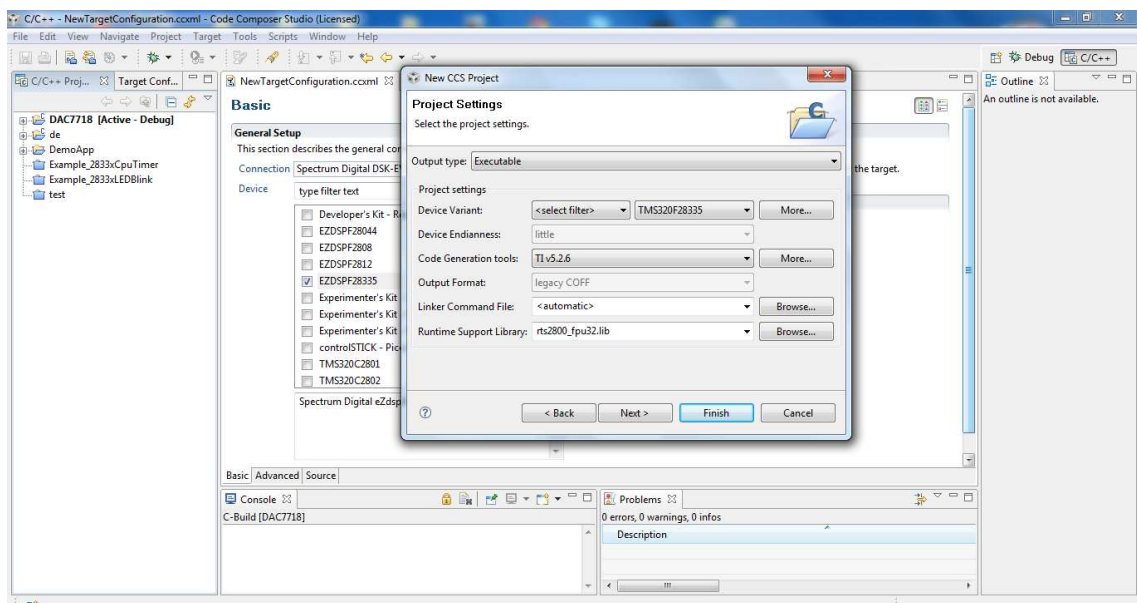 C/C++ - NewTargetConfiguration.ccxml - Code Composer Studio (Licensed)
File Edit View Navigate Project Target Tools Scripts Window Help
Debug C/C++
C/C++ Proj... Target Conf...
DAC7718 [Active - Debug]
de
DemoApp
Example_2833xCpuTimer
Example_2833xLEDBlink
test
NewTargetConfiguration.ccxml
Basic
General Setup
This section describes the general cor
Connection Spectrum Digital DSK-E
the target.
Device type filter text
Developer's Kit - R
EZDSPF28044
EZDSPF2808
EZDSPF2812
EZDSPF28335
Experimenter's Kit
Experimenter's Kit
Experimenter's Kit
controlSTICK - Pic
TMS320C2801
TMS320C2802
Spectrum Digital eZdsp
Basic Advanced Source
New CCS Project
Project Settings
Select the project settings.
Output type: Executable
Project settings
Device Variant: <select filter> TMS320F28335 More...
Device Endianness: little
Code Generation tools: TI v5.2.6 More...
Output Format: legacy COFF
Linker Command File: <automatic> Browse...
Runtime Support Library: rts2800_fpu32.lib Browse...
< Back Next > Finish Cancel
Outline
An outline is not available.
Console
C-Build [DAC7718]
Problems
0 errors, 0 warnings, 0 infos
Description